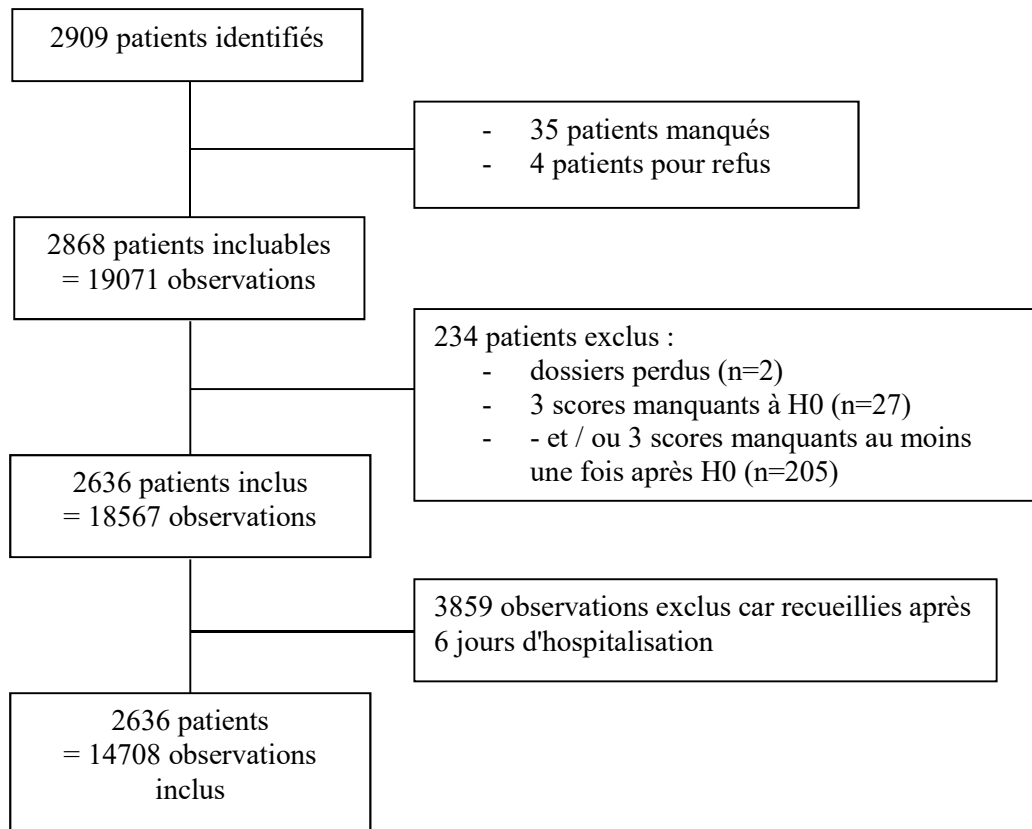 2909 patients identifiés
- 35 patients manqués
- 4 patients pour refus
2868 patients incluables
= 19071 observations
234 patients exclus :
- dossiers perdus (n=2)
- 3 scores manquants à H0 (n=27)
- - et / ou 3 scores manquants au moins
une fois après H0 (n=205)
2636 patients inclus
= 18567 observations
3859 observations exclus car recueillies après
6 jours d'hospitalisation
2636 patients
= 14708 observations
inclus